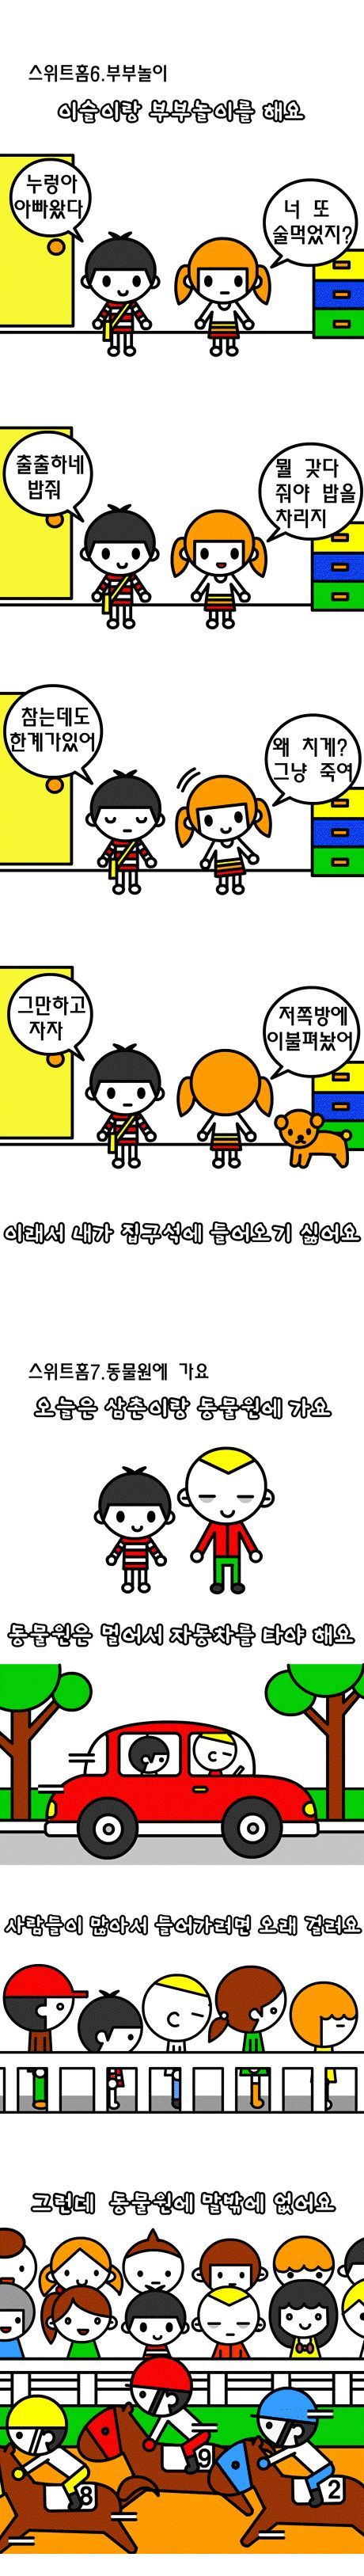 스위트홈6.부부놀이
이슬이랑 부부놀이를 해요
누렁아
아빠왔다
너 또
술먹었지?
출출하네
밥줘
뭘 갖다
줘야 밥을
차리지
참는데도
한계가있어
왜 치게?
그냥 죽여
그만하고
자자
저쪽방에
이불펴놨어
이래서 내가 집구석에 들어오기 싫어요
스위트홈7.동물원에 가요
오늘은 삼촌이랑 동물원에 가요
동물원은 멀어서 자동차를 타야 해요
사람들이 많아서 들어가려면 오래 걸려요
그런데 동물원에 말밖에 없어요
8
9
2